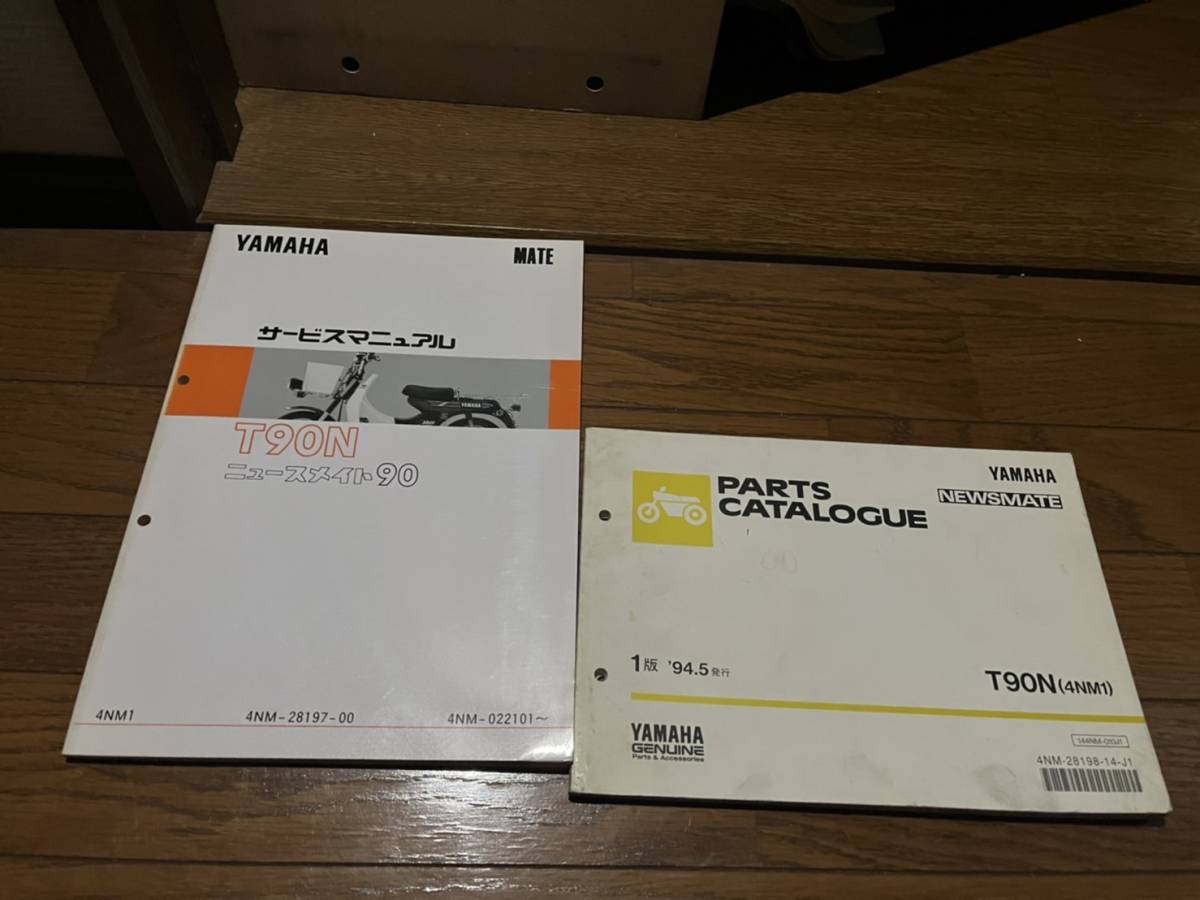 YAMAHA
MATE
サービスマニュアル
YAMAHA
T90N
ニュースメイト90
4NM1
4NM-28197-00
4NM-022101～
PARTS
CATALOGUE
YAMAHA
NEWSMATE
1版 '94.5発行
T90N(4NM1)
YAMAHA
GENUINE
Parts & Accessories
4NM-28198-14-J1